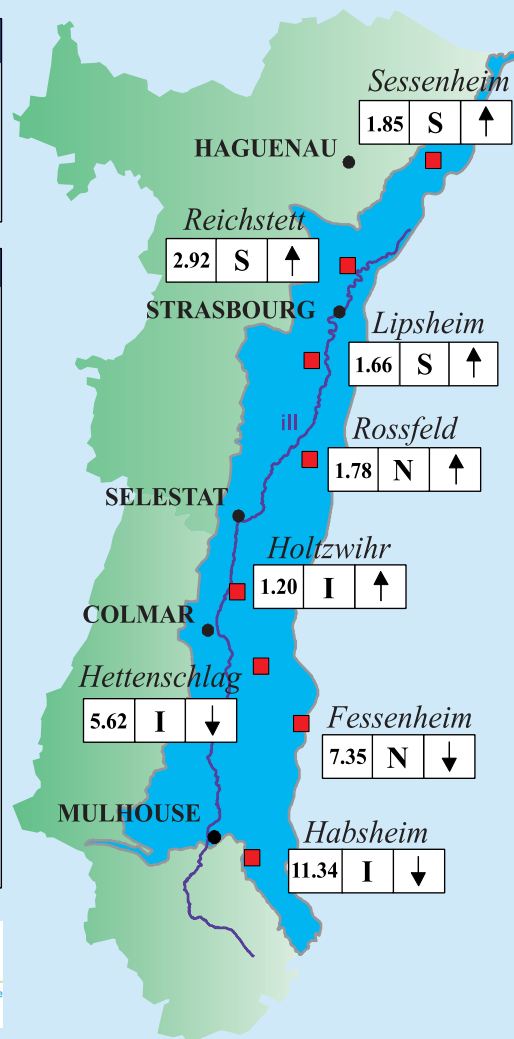 Sessenheim
1.85 S ↑
HAGUENAU
Reichstett
2.92 S ↑
STRASBOURG
Lipsheim
1.66 S ↑
ill
Rossfeld
1.78 N ↑
SELESTAT
Holtzwihr
1.20 I ↑
COLMAR
Hettenschlag
5.62 I ↓
Fessenheim
7.35 N ↓
MULHOUSE
Habsheim
11.34 I ↓
e